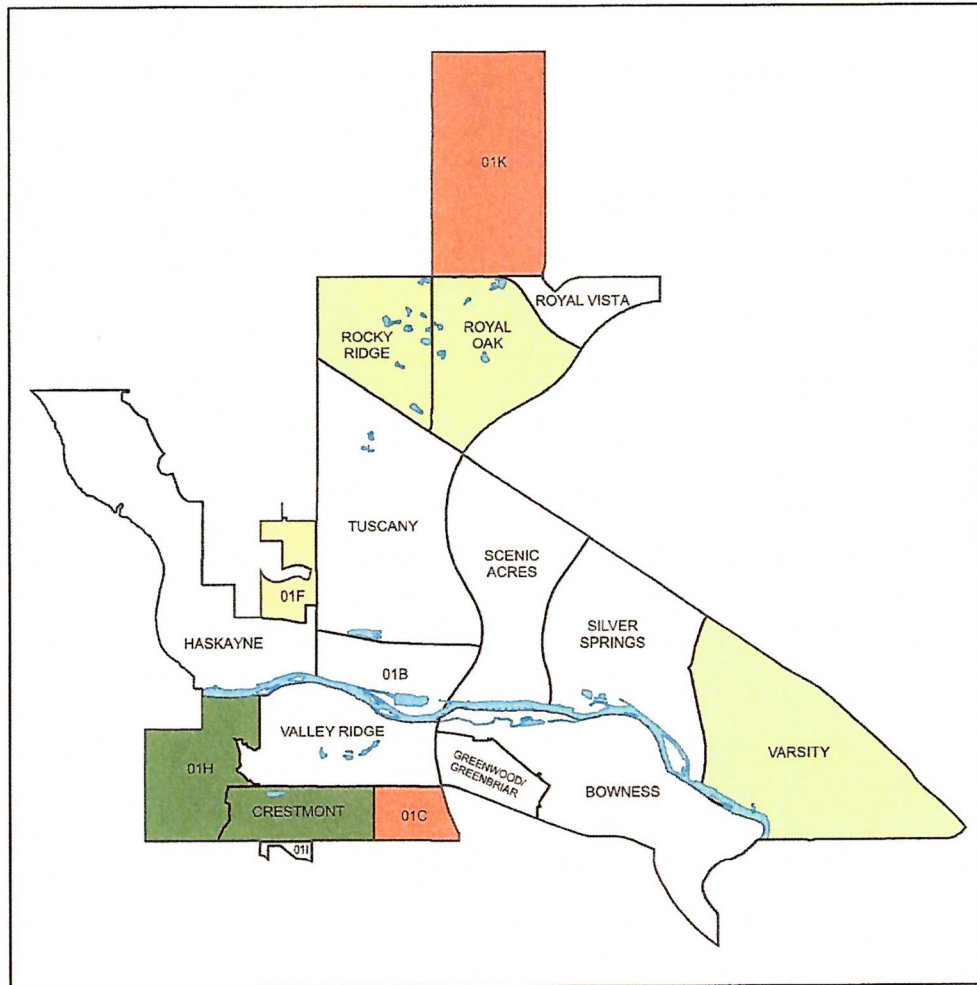 01K
ROYAL VISTA
ROCKY
RIDGE
ROYAL
OAK
TUSCANY
SCENIC
ACRES
01F
SILVER
SPRINGS
HASKAYNE
01B
VALLEY RIDGE
VARSITY
01H
GREENWOOD/
GREENBRIAR
BOWNESS
CRESTMONT
01C
01I